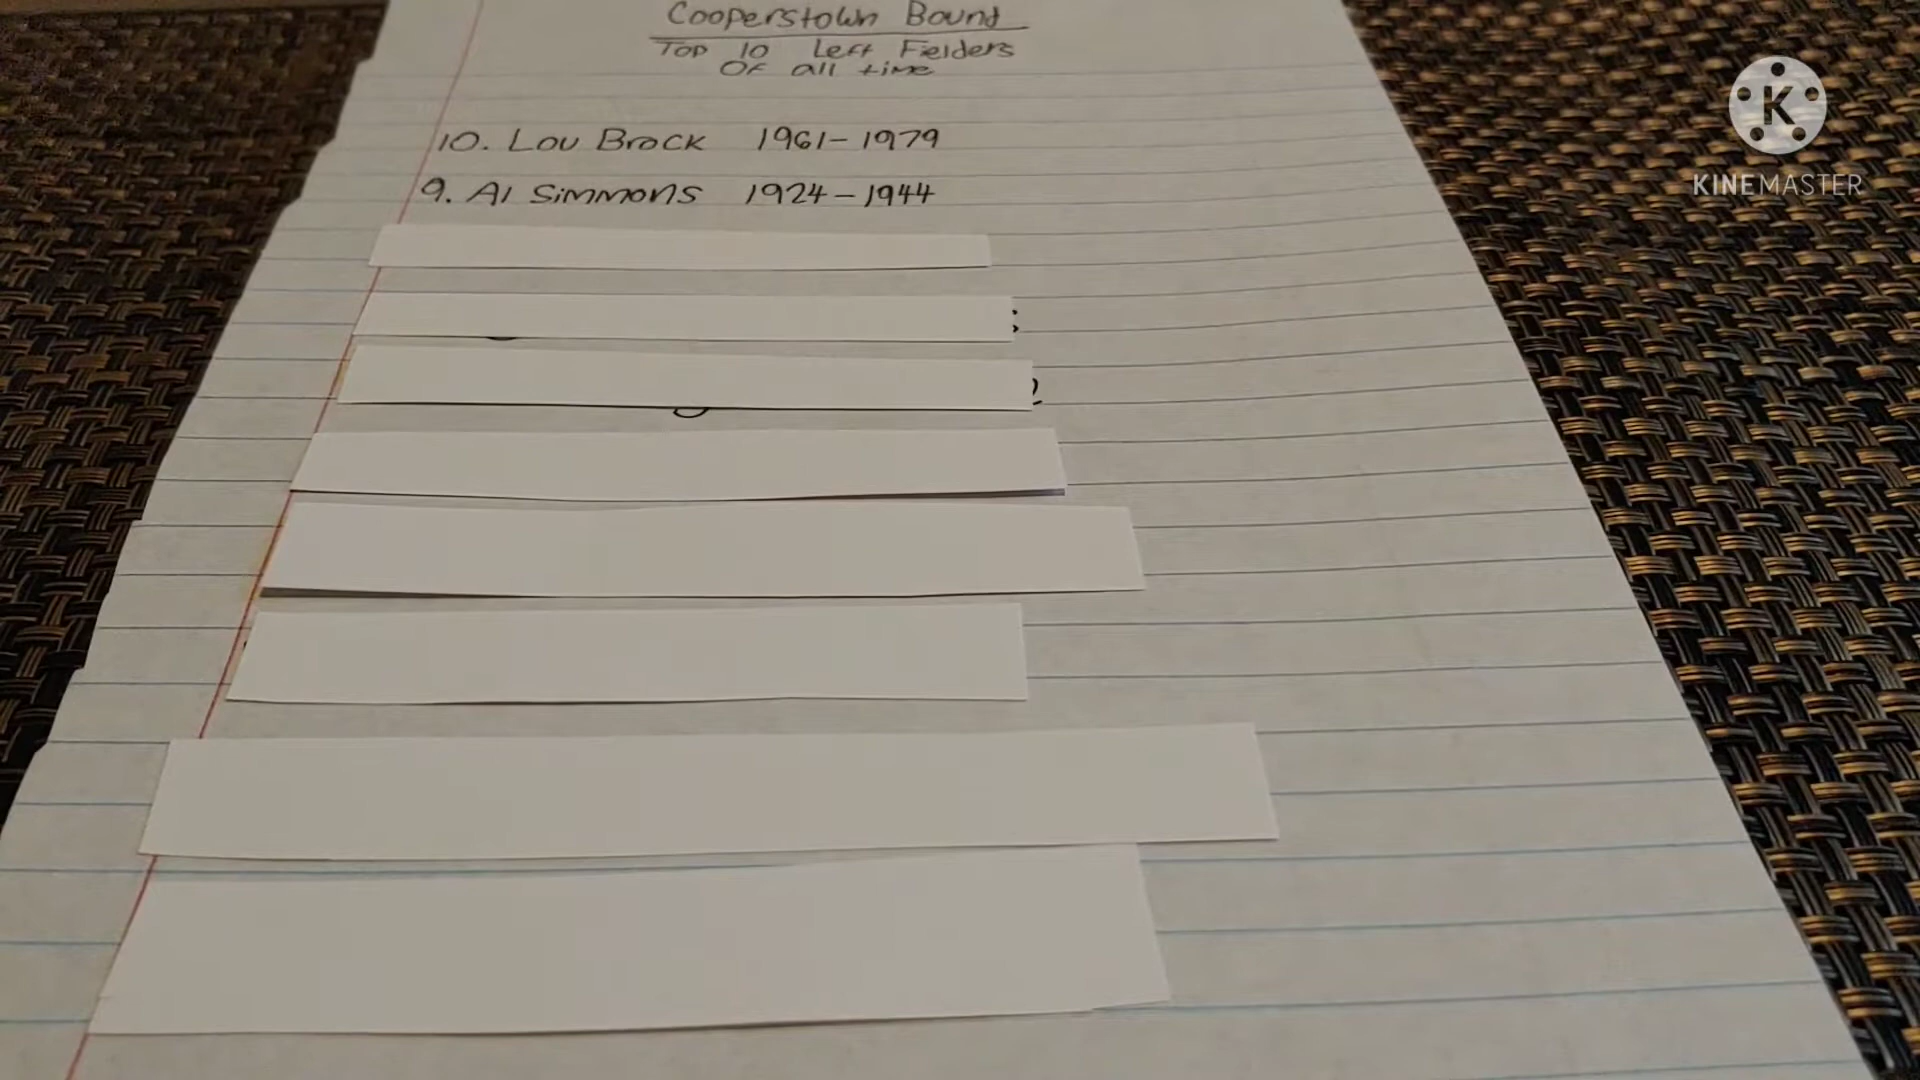 Cooperstown Bound
Top 10 Left Fielders
Of all time
10. Lou Brock 1961-1979
9. Al Simmons 1924-1944
K
KINEMASTER